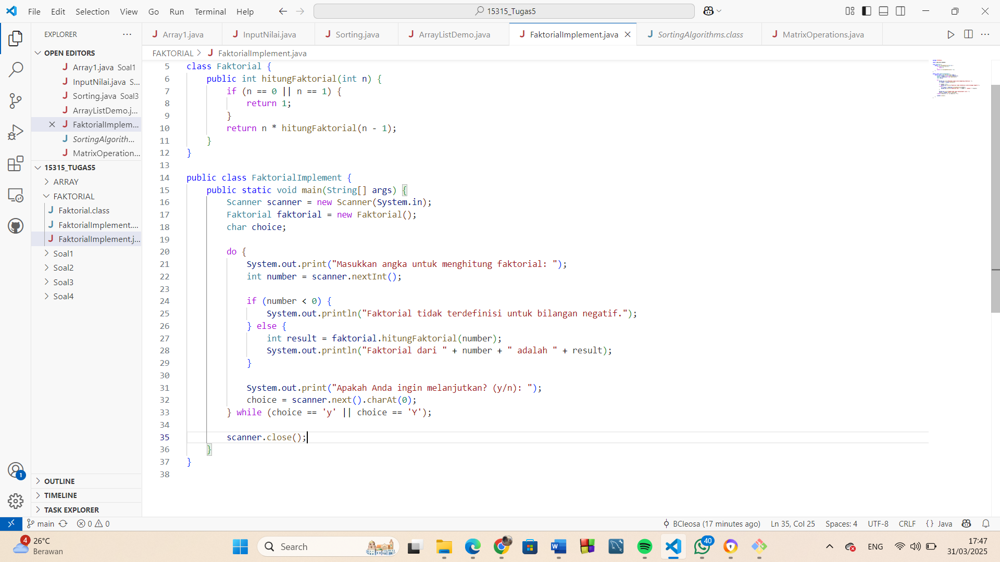 File Edit Selection View Go Run Terminal Help 15315_Tugas5
EXPLORER
Array1.java InputNilai.java Sorting.java ArrayListDemo.java FaktorialImplement.java SortingAlgorithms.class MatrixOperations.java
OPEN EDITORS
Array1.java Soal1
InputNilai.java S...
Sorting.java Soal3
ArrayListDemo.j...
FaktorialImplem...
SortingAlgorith...
MatrixOperation...
15315_TUGAS5
ARRAY
FAKTORIAL
Faktorial.class
FaktorialImplement....
FaktorialImplement.j...
Soal1
Soal2
Soal3
Soal4
OUTLINE
TIMELINE
TASK EXPLORER
FAKTORIAL > FaktorialImplement.java
5 class Faktorial {
6 public int hitungFaktorial(int n) {
7 if (n == 0 || n == 1) {
8 return 1;
9 }
10 return n * hitungFaktorial(n - 1);
11 }
12 }
13
14 public class FaktorialImplement {
15 public static void main(String[] args) {
16 Scanner scanner = new Scanner(System.in);
17 Faktorial faktorial = new Faktorial();
18 char choice;
19
20 do {
21 System.out.print("Masukkan angka untuk menghitung faktorial: ");
22 int number = scanner.nextInt();
23
24 if (number < 0) {
25 System.out.println("Faktorial tidak terdefinisi untuk bilangan negatif.");
26 } else {
27 int result = faktorial.hitungFaktorial(number);
28 System.out.println("Faktorial dari " + number + " adalah " + result);
29 }
30
31 System.out.print("Apakah Anda ingin melanjutkan? (y/n): ");
32 choice = scanner.next().charAt(0);
33 } while (choice == 'y' || choice == 'Y');
34
35 scanner.close();
36 }
37 }
38
1
main 0 0 BCleosa (17 minutes ago) Ln 35, Col 25 Spaces: 4 UTF-8 CRLF {} Java
4 26°C
Berawan
Search
40
ENG
17:47
31/03/2025